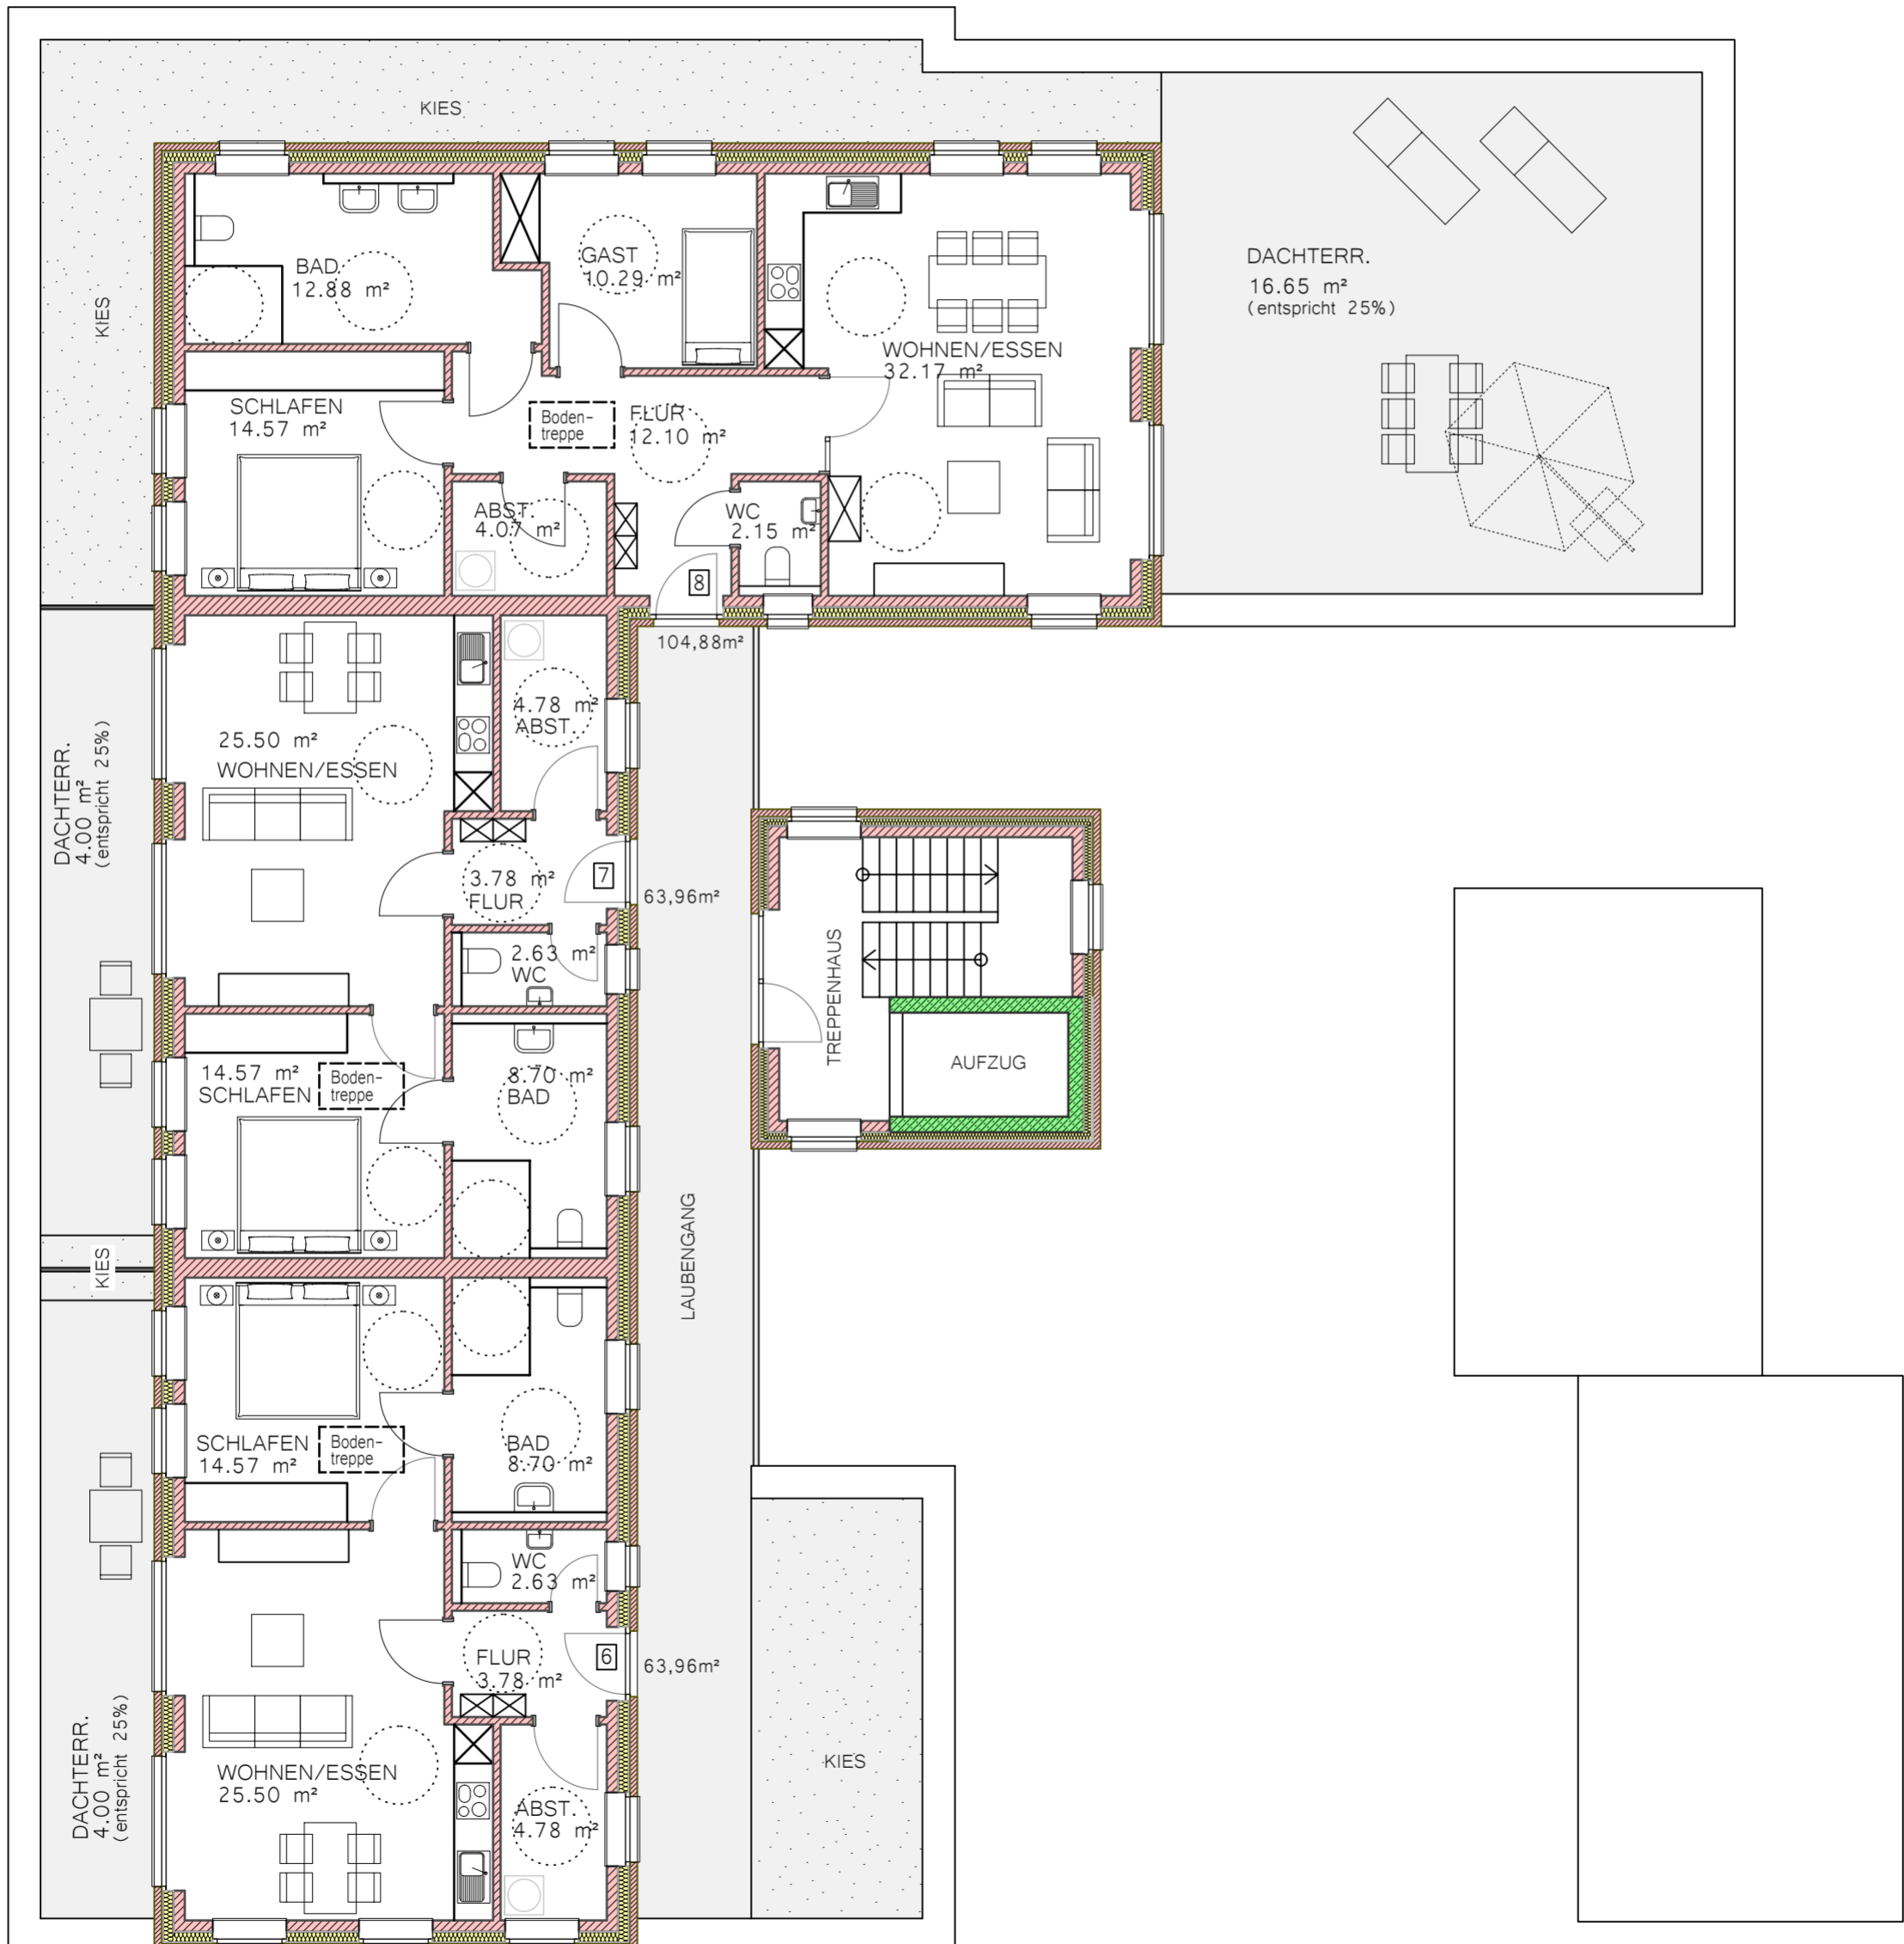 KIES
KIES
BAD
12.88 m²
GAST
10.29 m²
WOHNEN/ESSEN
32.17 m²
DACHTERR.
16.65 m²
(entspricht 25%)
SCHLAFEN
14.57 m²
Boden-
treppe
FLUR
12.10 m²
ABST.
4.07 m²
WC
2.15 m²
8
104,88m²
DACHTERR.
4.00 m²
(entspricht 25%)
25.50 m²
WOHNEN/ESSEN
4.78 m²
ABST.
3.78 m²
FLUR
7
63,96m²
2.63 m²
WC
14.57 m²
SCHLAFEN
Boden-
treppe
8.70 m²
BAD
TREPPENHAUS
AUFZUG
KIES
LAUBENGANG
SCHLAFEN
14.57 m²
Boden-
treppe
BAD
8.70 m²
WC
2.63 m²
FLUR
3.78 m²
6
63,96m²
DACHTERR.
4.00 m²
(entspricht 25%)
WOHNEN/ESSEN
25.50 m²
ABST.
4.78 m²
KIES